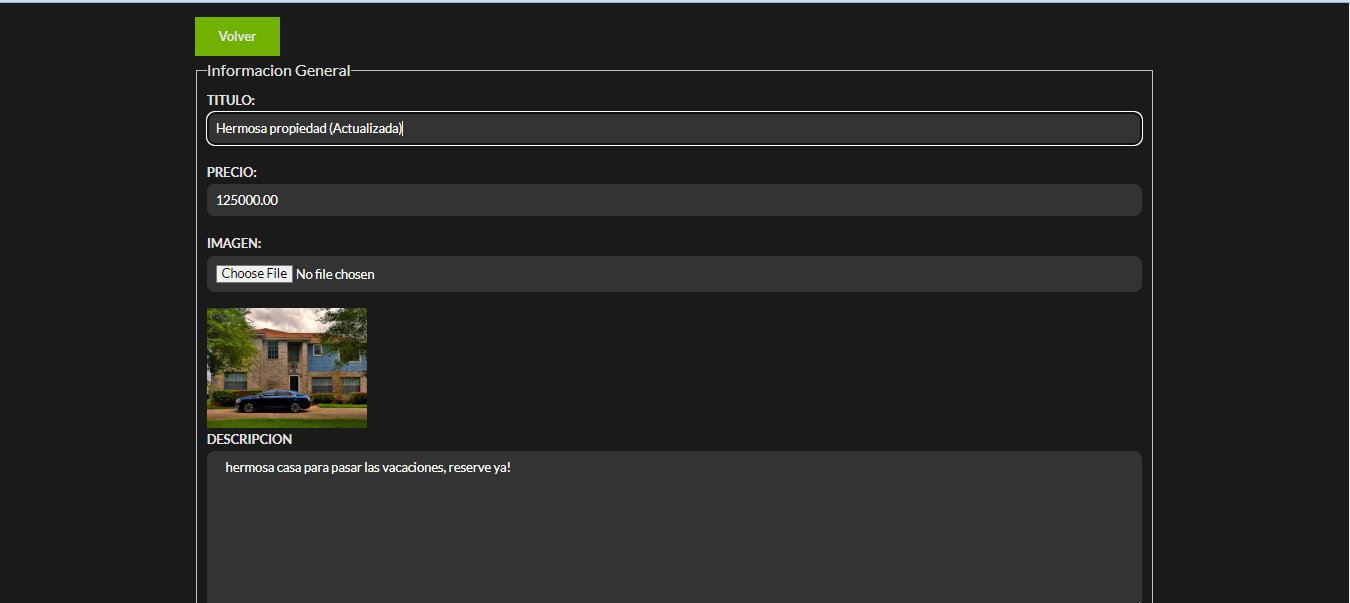 Volver
Informacion General
TITULO:
Hermosa propiedad (Actualizada)
PRECIO:
125000.00
IMAGEN:
Choose File No file chosen
DESCRIPCION
hermosa casa para pasar las vacaciones, reserve ya!